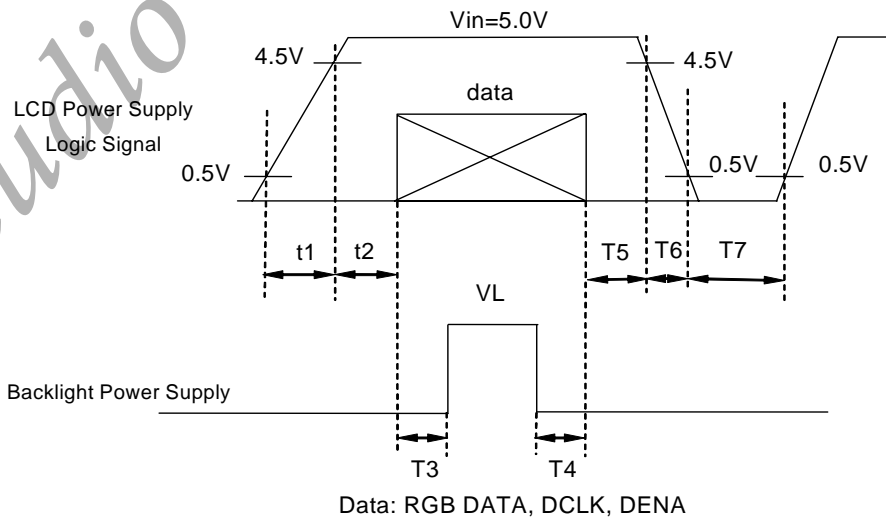 Vin=5.0V
4.5V
4.5V
data
LCD Power Supply
Logic Signal
0.5V
0.5V
0.5V
t1
t2
T5
T6
T7
VL
Backlight Power Supply
T3
T4
Data: RGB DATA, DCLK, DENA